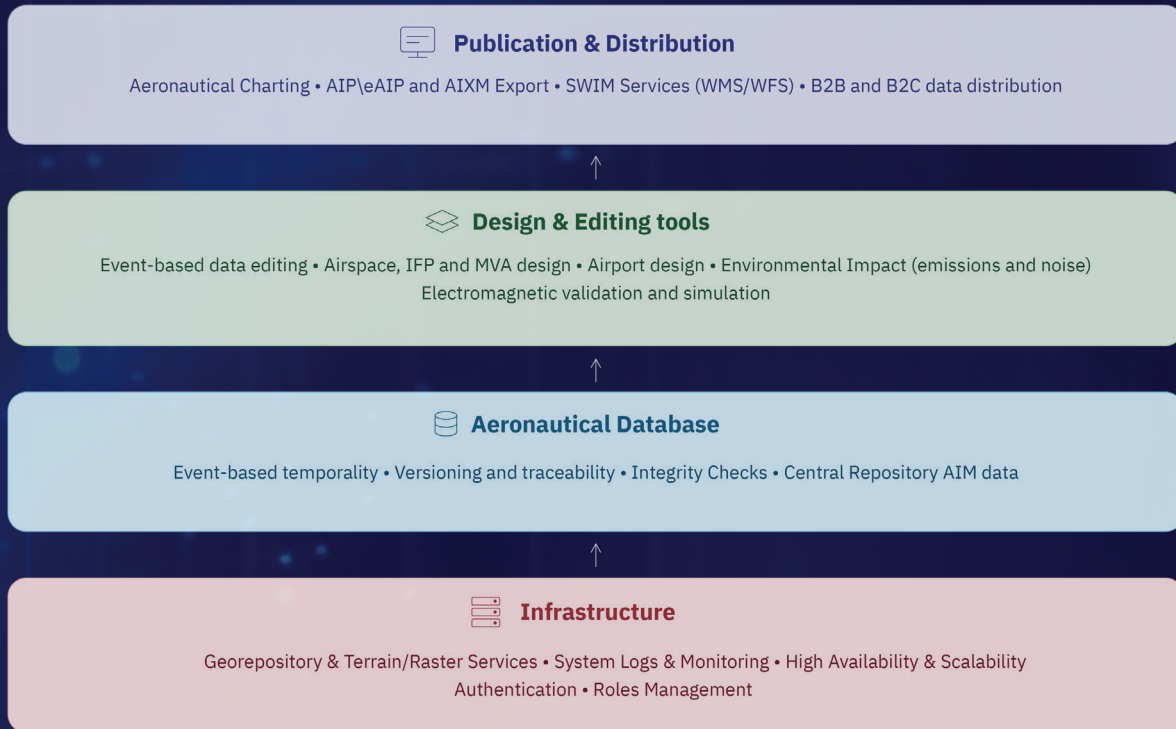 Publication & Distribution
Aeronautical Charting • AIP\eAIP and AIXM Export • SWIM Services (WMS/WFS) • B2B and B2C data distribution
Design & Editing tools
Event-based data editing • Airspace, IFP and MVA design • Airport design • Environmental Impact (emissions and noise)
Electromagnetic validation and simulation
Aeronautical Database
Event-based temporality • Versioning and traceability • Integrity Checks • Central Repository AIM data
Infrastructure
Georepository & Terrain/Raster Services • System Logs & Monitoring • High Availability & Scalability
Authentication • Roles Management